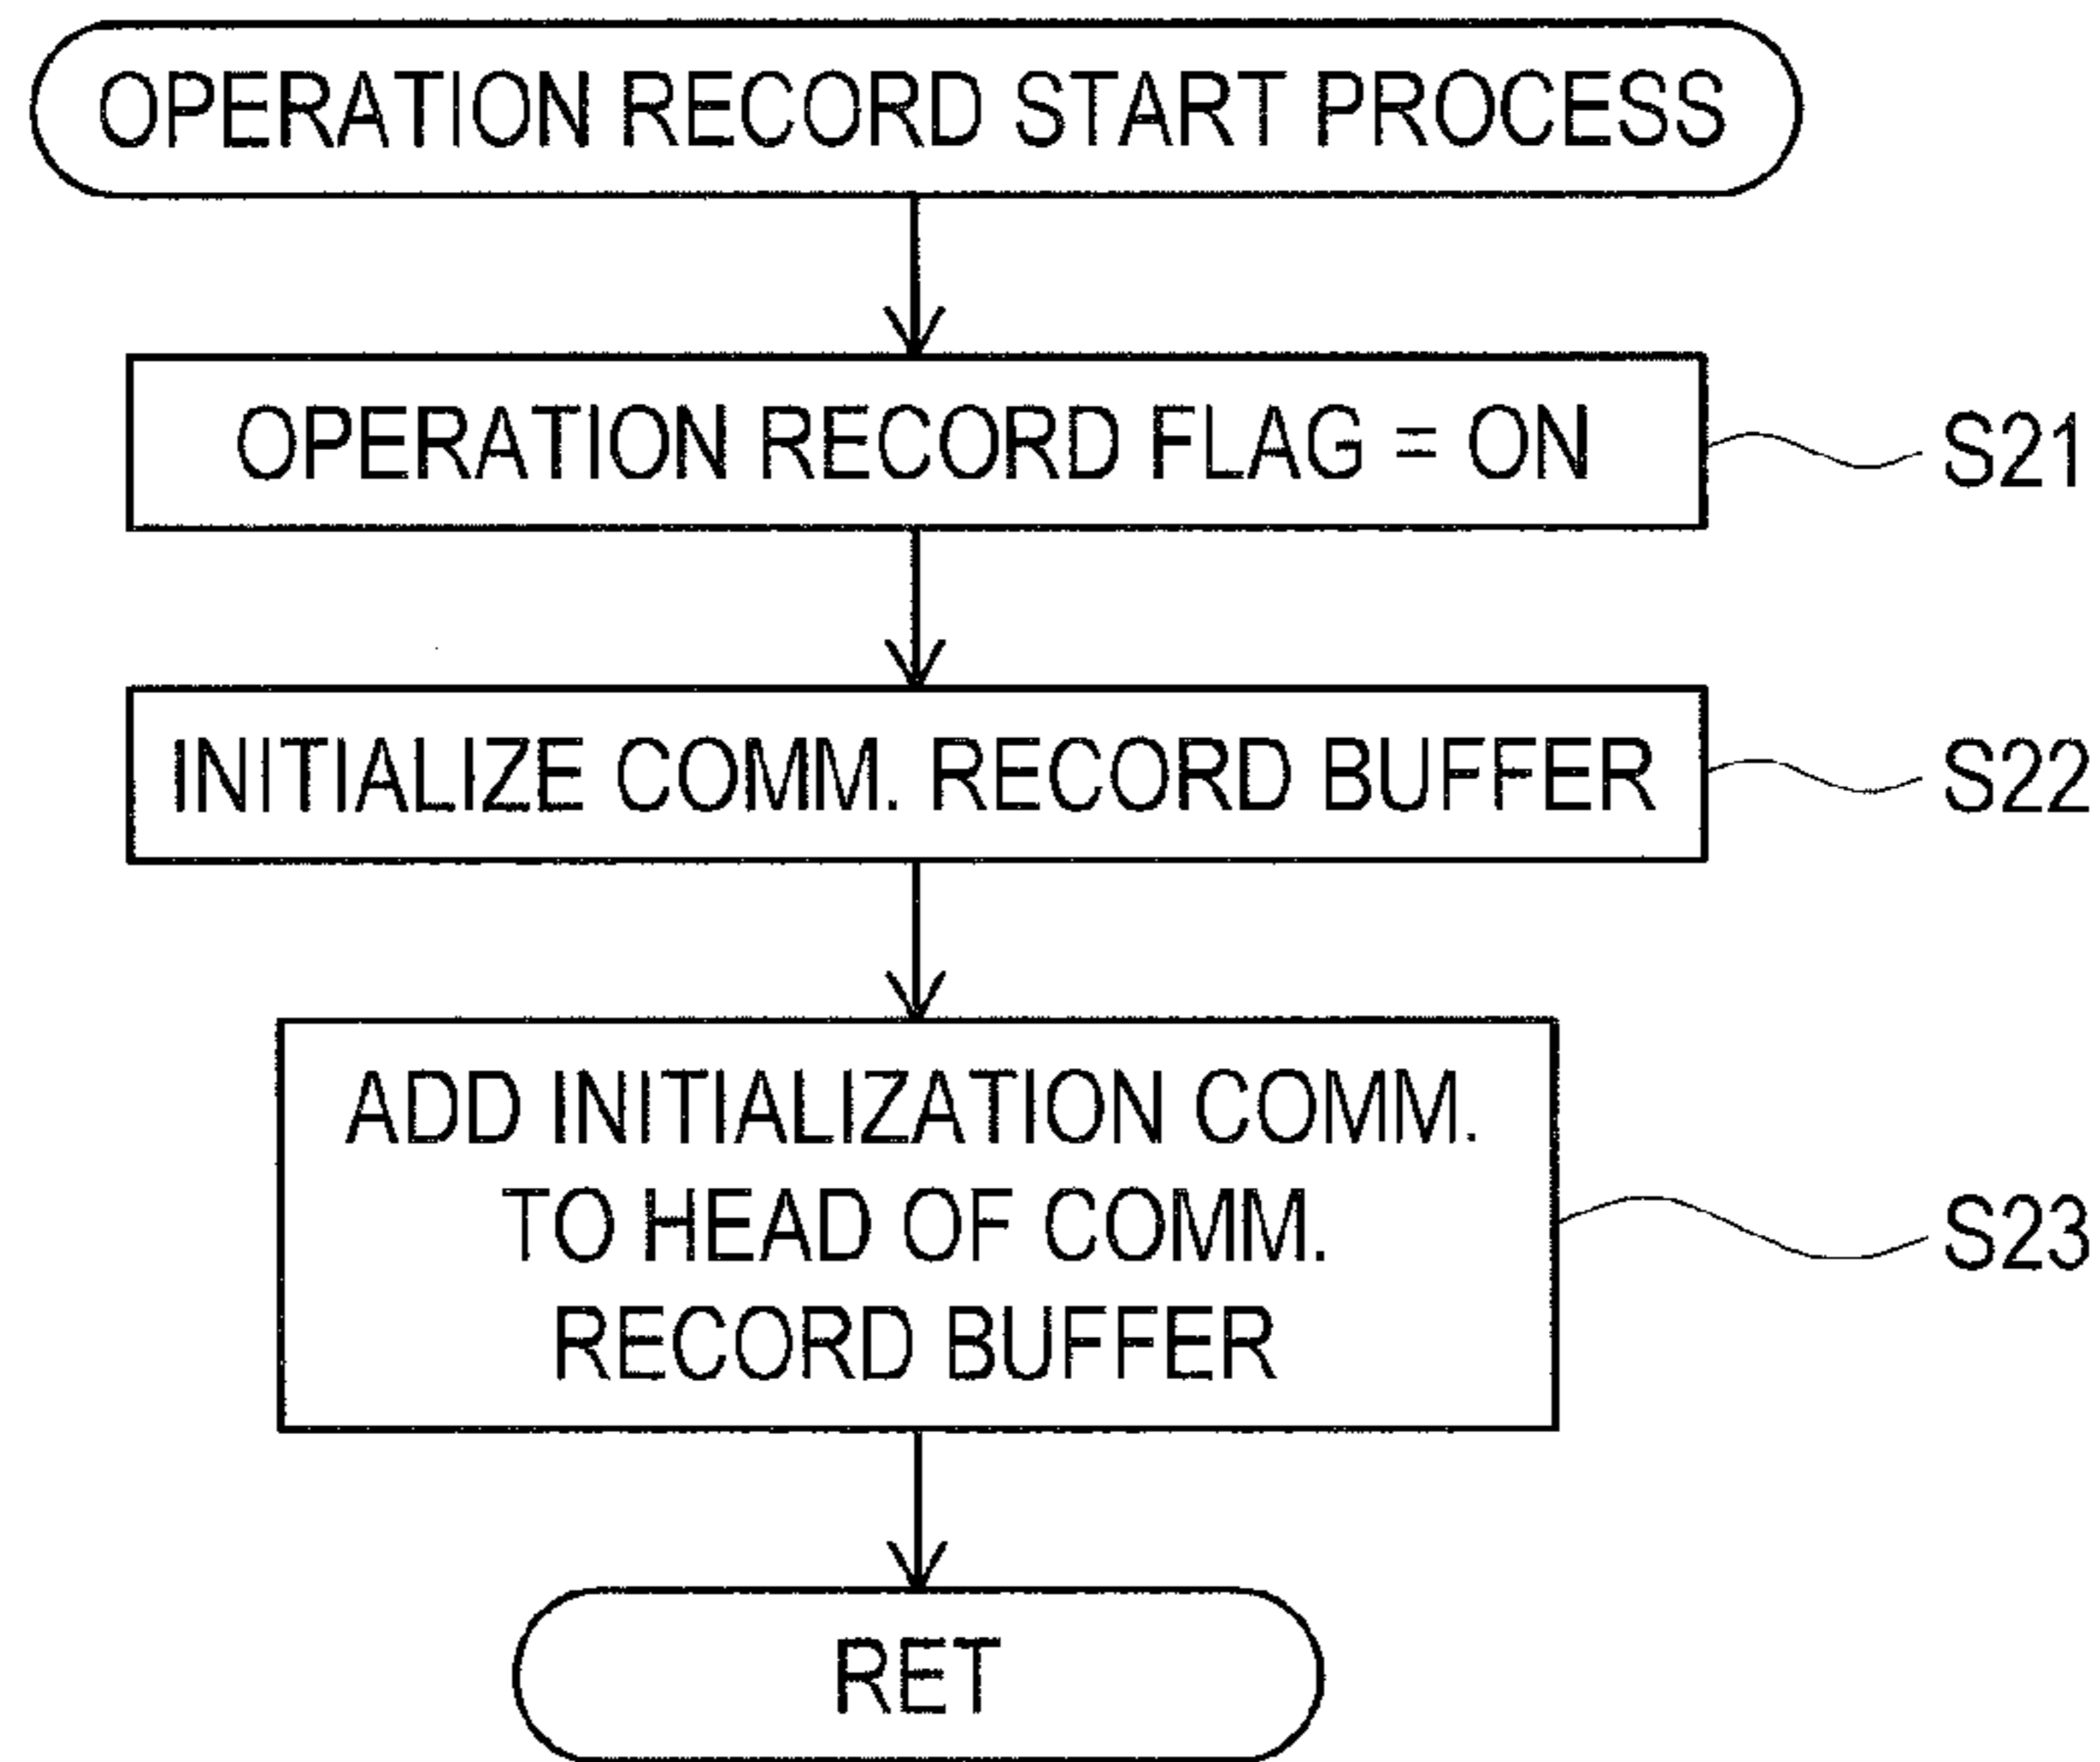 OPERATION RECORD START PROCESS
OPERATION RECORD FLAG = ON
S21
INITIALIZE COMM. RECORD BUFFER
S22
ADD INITIALIZATION COMM.
TO HEAD OF COMM.
S23
RECORD BUFFER
RET